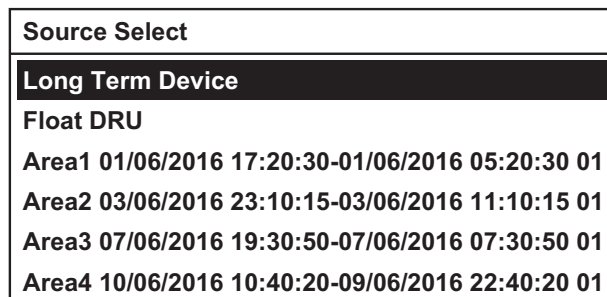 Source Select
Long Term Device
Float DRU
Area1 01/06/2016 17:20:30-01/06/2016 05:20:30 01
Area2 03/06/2016 23:10:15-03/06/2016 11:10:15 01
Area3 07/06/2016 19:30:50-07/06/2016 07:30:50 01
Area4 10/06/2016 10:40:20-09/06/2016 22:40:20 01